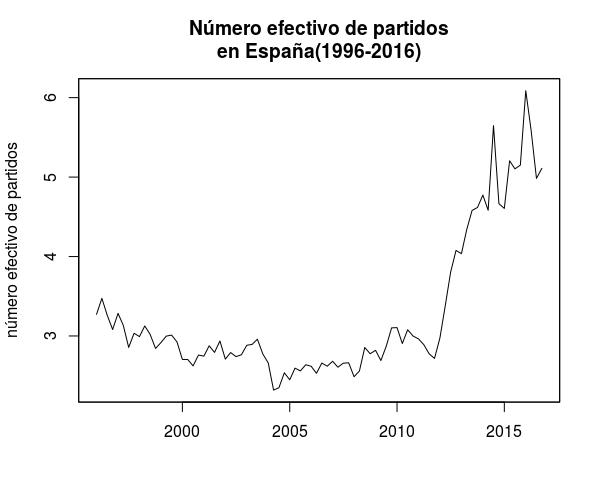 Número efectivo de partidos
en España(1996-2016)
número efectivo de partidos
6
5
4
3
2000 2005 2010 2015